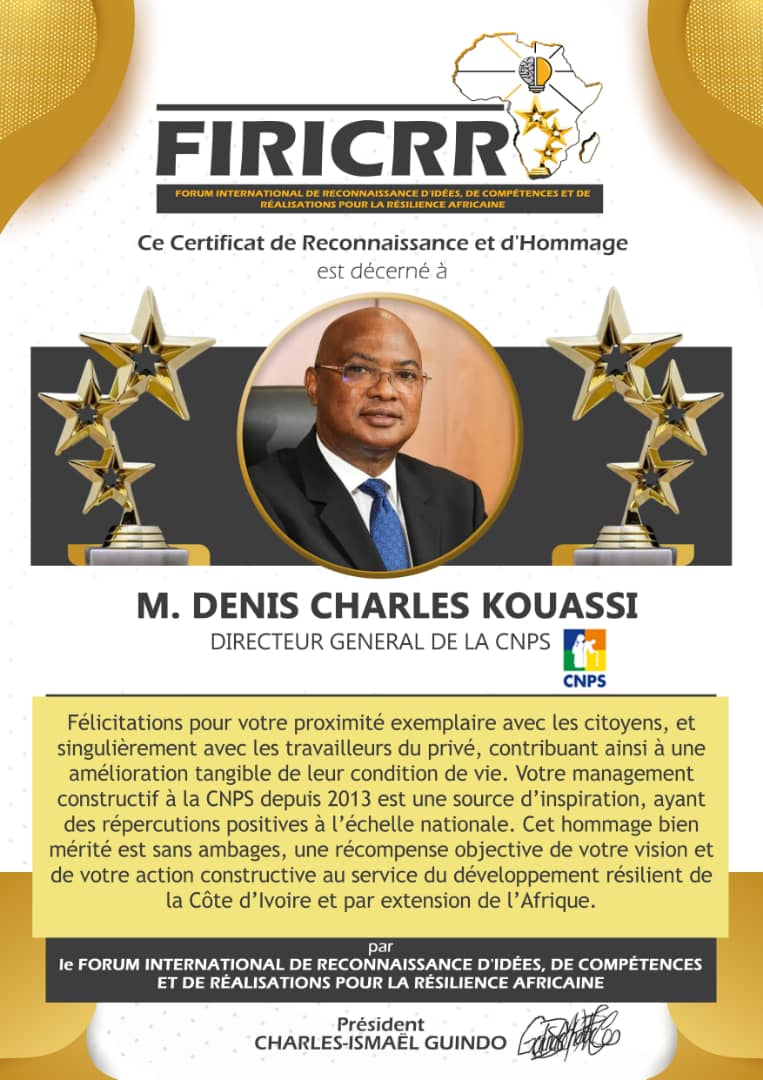 FIRICRR
FORUM INTERNATIONAL DE RECONNAISSANCE D'IDÉES, DE COMPÉTENCES ET DE
RÉALISATIONS POUR LA RÉSILIENCE AFRICAINE
Ce Certificat de Reconnaissance et d'Hommage
est décerné à
M. DENIS CHARLES KOUASSI
DIRECTEUR GENERAL DE LA CNPS
CNPS
Félicitations pour votre proximité exemplaire avec les citoyens, et
singulièrement avec les travailleurs du privé, contribuant ainsi à une
amélioration tangible de leur condition de vie. Votre management
constructif à la CNPS depuis 2013 est une source d'inspiration, ayant
des répercutions positives à l'échelle nationale. Cet hommage bien
mérité est sans ambages, une récompense objective de votre vision et
de votre action constructive au service du développement résilient de
la Côte d'Ivoire et par extension de l'Afrique.
par
le FORUM INTERNATIONAL DE RECONNAISSANCE D'IDÉES, DE COMPÉTENCES
ET DE RÉALISATIONS POUR LA RÉSILIENCE AFRICAINE
Président
CHARLES-ISMAËL GUINDO